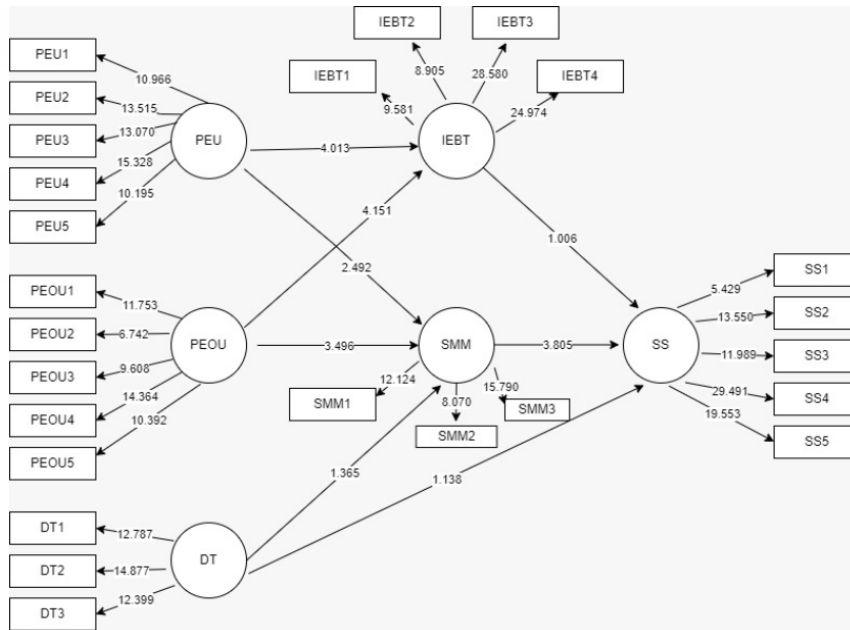 IEBT2
IEBT3
PEU1
IEBT1
8.905
28.580
IEBT4
10.966
PEU2
9.581
24.974
13.515
PEU3
13.070
PEU
4.013
IEBT
PEU4
15.328
10.195
PEU5
4.151
1.006
2.492
SS1
5.429
PEOU1
11.753
SS2
13.550
PEOU2
6.742
PEOU
3.496
SMM
3.805
SS
11.989
SS3
PEOU3
9.608
12.124
15.790
29.491
SS4
PEOU4
14.364
SMM1
8.070
SMM3
19.553
10.392
SMM2
SS5
PEOU5
1.365
1.138
DT1
12.787
DT
DT2
14.877
12.399
DT3